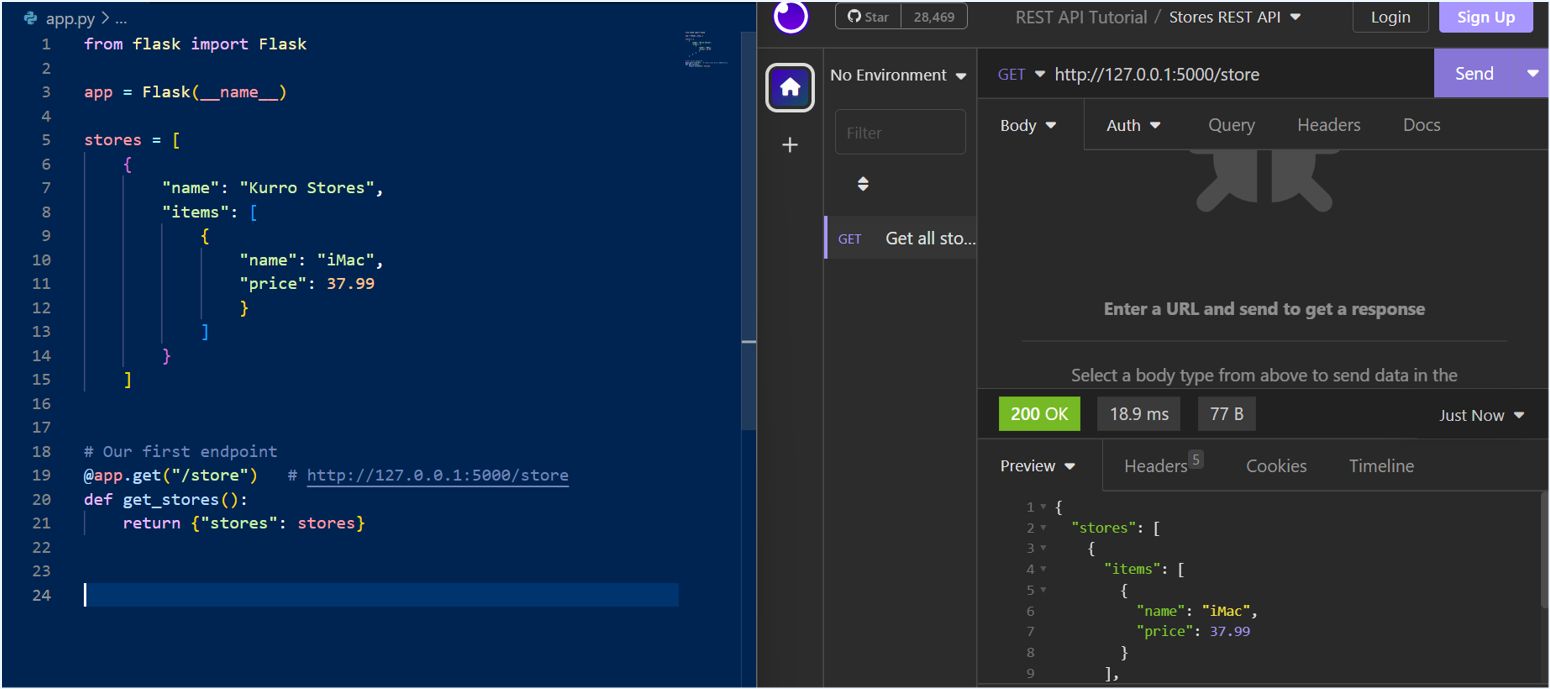 app.py > ...
1 from flask import Flask
2
3 app = Flask(__name__)
4
5 stores = [
6 {
7 "name": "Kurro Stores",
8 "items": [
9 {
10 "name": "iMac",
11 "price": 37.99
12 }
13 ]
14 }
15 ]
16
17
18 # Our first endpoint
19 @app.get("/store") # http://127.0.0.1:5000/store
20 def get_stores():
21 return {"stores": stores}
22
23
24
Star 28,469
REST API Tutorial / Stores REST API
Login
Sign Up
No Environment
Filter
GET Get all sto...
GET http://127.0.0.1:5000/store
Send
Body Auth Query Headers Docs
Enter a URL and send to get a response
Select a body type from above to send data in the
200 OK 18.9 ms 77 B Just Now
Preview Headers 5 Cookies Timeline
1 {
2 "stores": [
3 {
4 "items": [
5 {
6 "name": "iMac",
7 "price": 37.99
8 }
9 ],